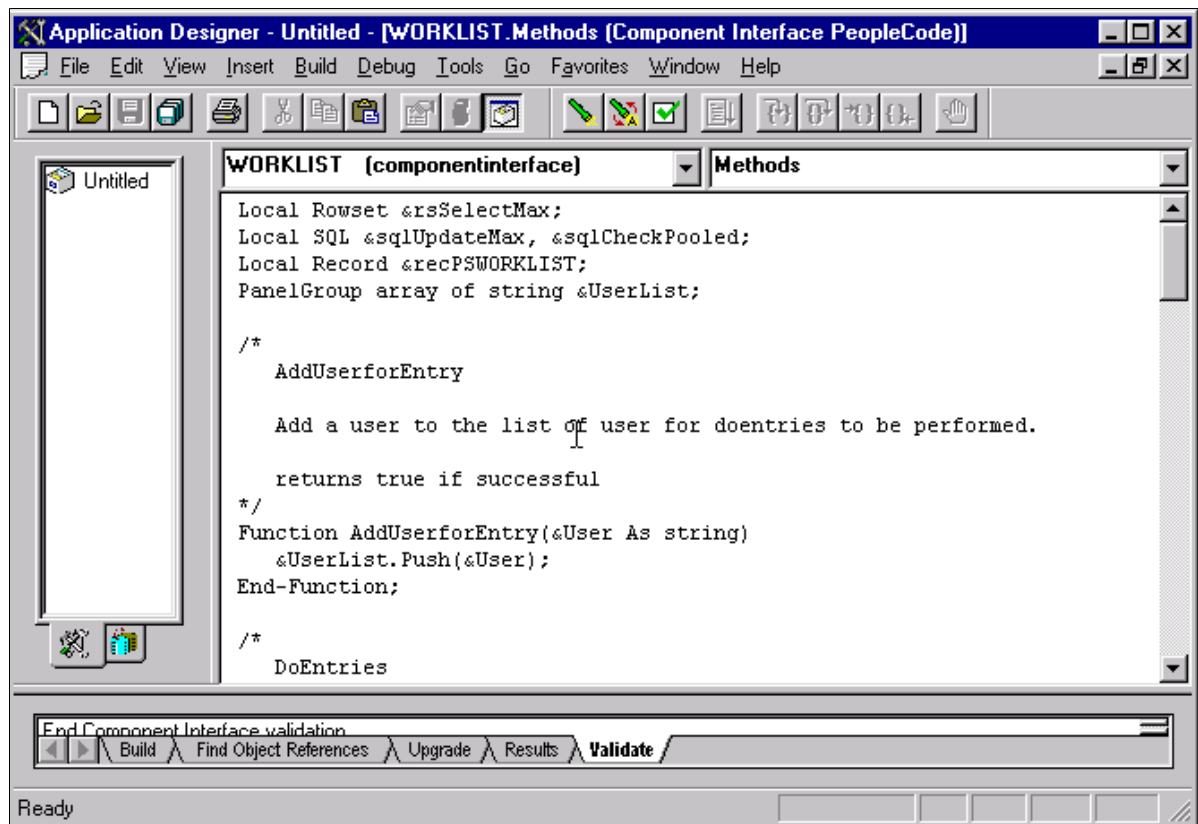 Application Designer - Untitled - [WORKLIST.Methods (Component Interface PeopleCode)]
File Edit View Insert Build Debug Tools Go Favorites Window Help
Untitled
WORKLIST (componentinterface) Methods
Local Rowset &rsSelectMax;
Local SQL &sqlUpdateMax, &sqlCheckPooled;
Local Record &recPSWORKLIST;
PanelGroup array of string &UserList;
/*
AddUserforEntry
Add a user to the list of user for doentries to be performed.
returns true if successful
*/
Function AddUserforEntry(&User As string)
&UserList.Push(&User);
End-Function;
/*
DoEntries
End Component Interface validation
Build Find Object References Upgrade Results Validate
Ready